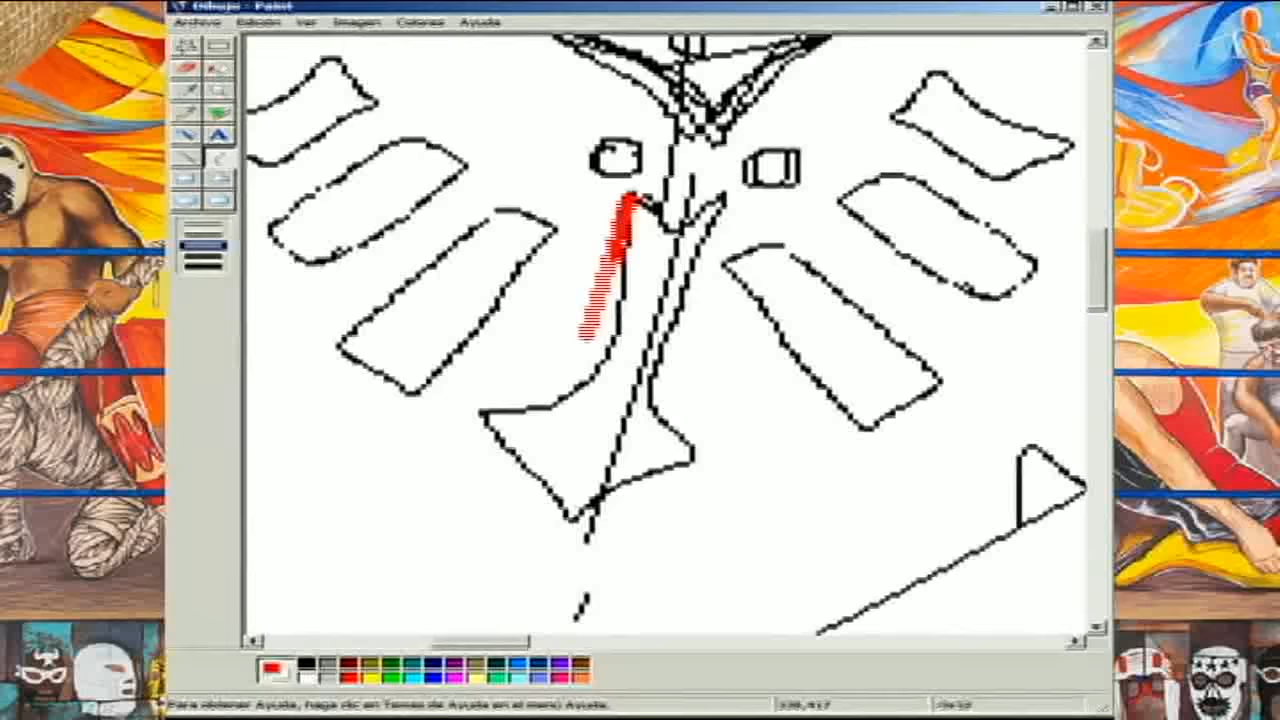 Dibujo - Paint
Archivo Edición Ver Imagen Colores Ayuda
Para obtener Ayuda, haga clic en Temas de Ayuda en el menú Ayuda.